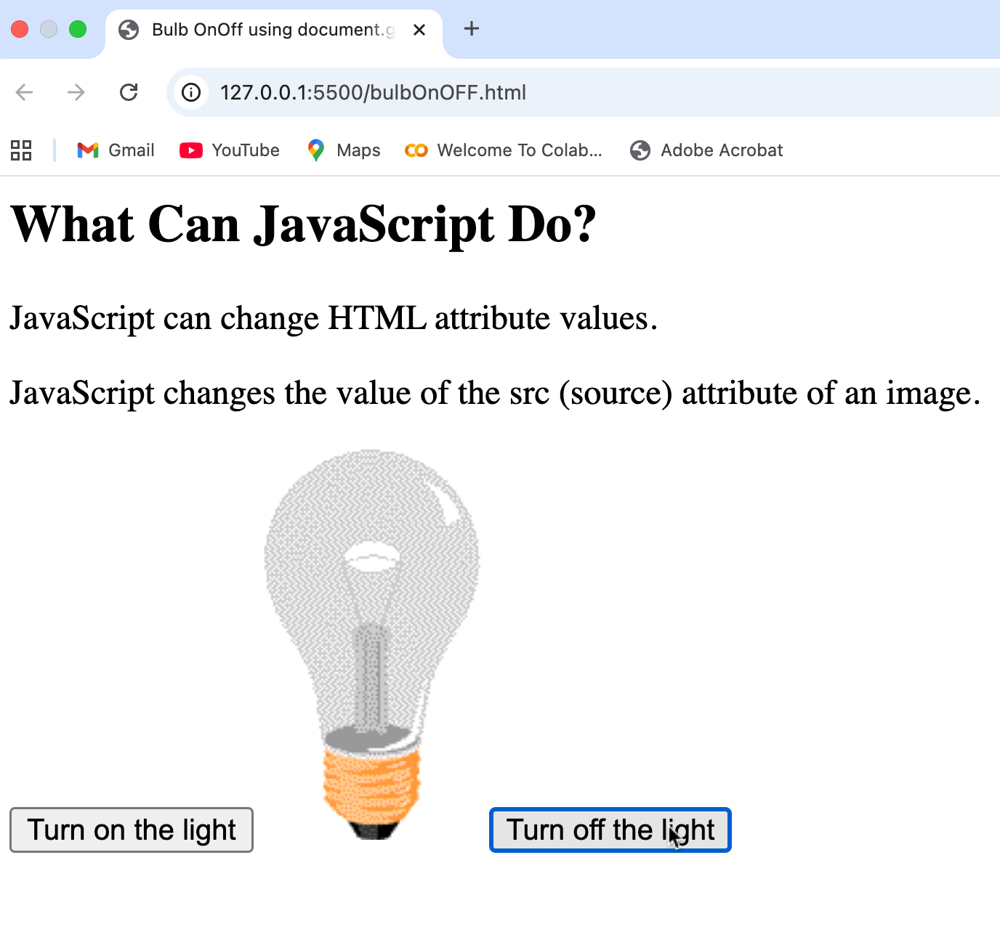 Bulb OnOff using document.g
127.0.0.1:5500/bulbOnOFF.html
Gmail YouTube Maps Welcome To Colab... Adobe Acrobat
What Can JavaScript Do?
JavaScript can change HTML attribute values.
JavaScript changes the value of the src (source) attribute of an image.
Turn on the light Turn off the light